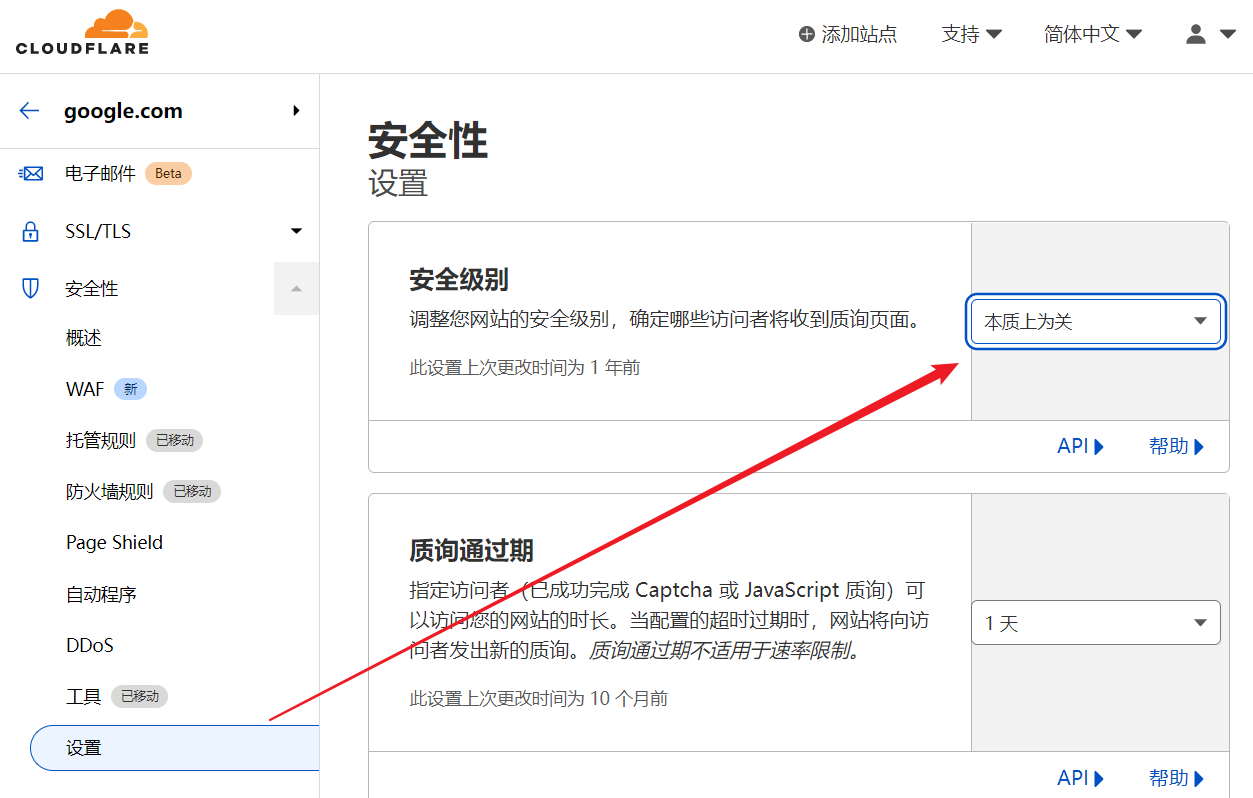 CLOUDFLARE
添加站点
支持
简体中文
google.com
电子邮件 Beta
SSL/TLS
安全性
概述
WAF 新
托管规则 已移动
防火墙规则 已移动
Page Shield
自动程序
DDoS
工具 已移动
设置
安全性
设置
安全级别
调整您网站的安全级别，确定哪些访问者将收到质询页面。
此设置上次更改时间为 1 年前
本质上为关
API
帮助
质询通过期
指定访问者（已成功完成 Captcha 或 JavaScript 质询）可
以访问您的网站的时长。当配置的超时过期时，网站将向访
问者发出新的质询。质询通过期不适用于速率限制。
此设置上次更改时间为 10 个月前
1 天
API
帮助